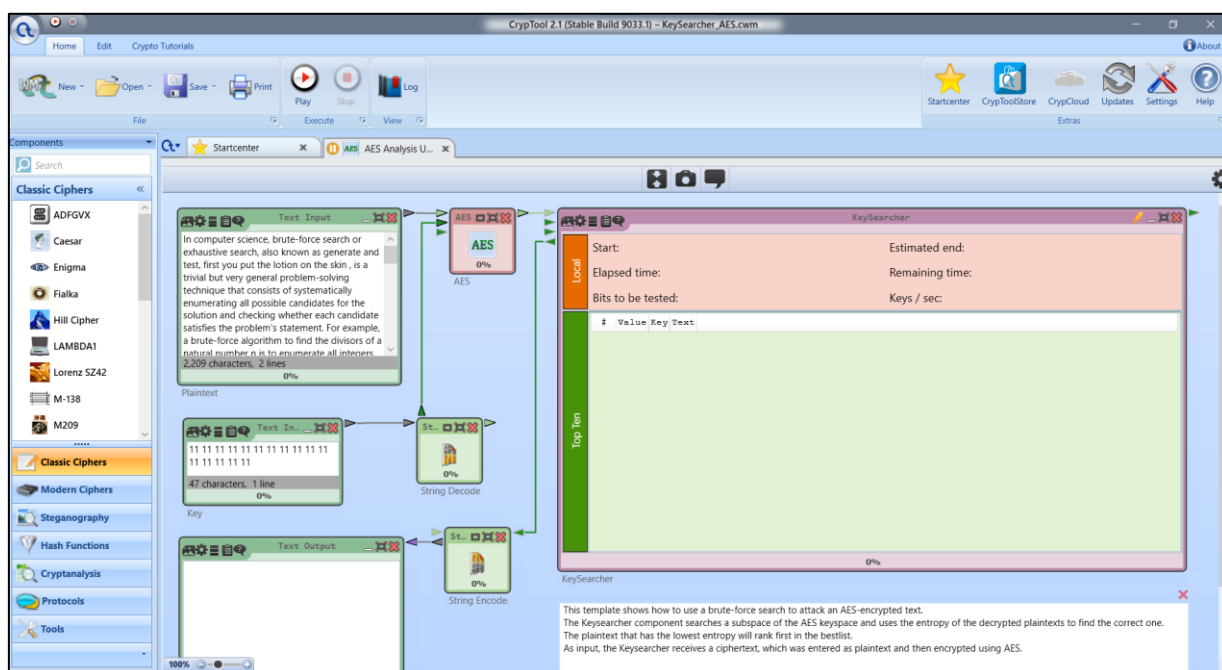 CrypTool 2.1 (Stable Build 9033.1) – KeySearcher_AES.cwm
Home Edit Crypto Tutorials
About
New Open Save Print
Play Stop
Log
Startcenter CrypToolStore CrypCloud Updates Settings Help
File Execute View Extras
Components
Startcenter
AES AES Analysis U...
Search
Classic Ciphers
ADFGVX
Caesar
Enigma
Fialka
Hill Cipher
LAMBDA1
Lorenz SZ42
M-138
M209
Classic Ciphers
Modern Ciphers
Steganography
Hash Functions
Cryptanalysis
Protocols
Tools
Text Input
In computer science, brute-force search or
exhaustive search, also known as generate and
test, first you put the lotion on the skin , is a
trivial but very general problem-solving
technique that consists of systematically
enumerating all possible candidates for the
solution and checking whether each candidate
satisfies the problem's statement. For example,
a brute-force algorithm to find the divisors of a
natural number n is to enumerate all integers
2,209 characters, 2 lines
0%
Plaintext
AES
AES
0%
AES
Text In...
11 11 11 11 11 11 11 11 11 11 11
11 11 11 11 11
47 characters, 1 line
0%
Key
St...
0%
String Decode
Text Output
St...
0%
String Encode
100%
KeySearcher
Local
Start: Estimated end:
Elapsed time: Remaining time:
Bits to be tested: Keys / sec:
Top Ten
# Value Key Text
0%
KeySearcher
This template shows how to use a brute-force search to attack an AES-encrypted text.
The Keysearcher component searches a subspace of the AES keyspace and uses the entropy of the decrypted plaintexts to find the correct one.
The plaintext that has the lowest entropy will rank first in the bestlist.
As input, the Keysearcher receives a ciphertext, which was entered as plaintext and then encrypted using AES.